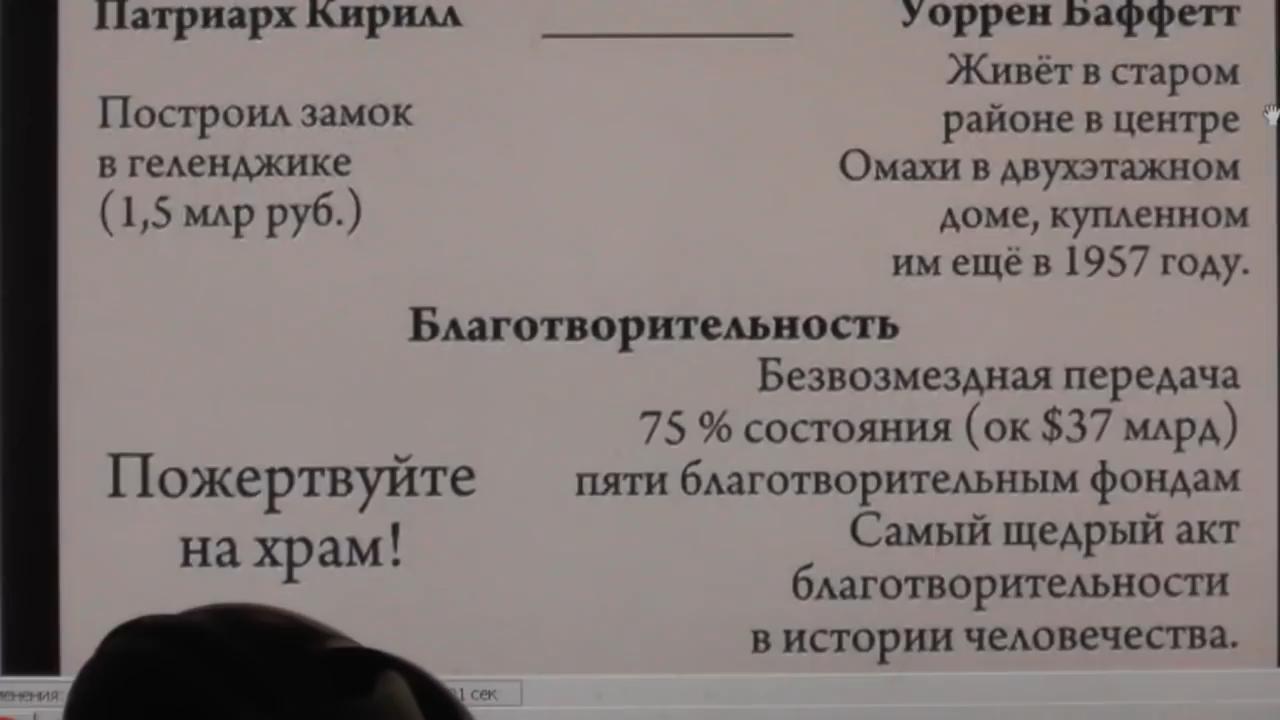 Патриарх Кирилл
Уоррен Баффетт
Построил замок
в геленджике
(1,5 млр руб.)
Живёт в старом
районе в центре
Омахи в двухэтажном
доме, купленном
им ещё в 1957 году.
Благотворительность
Пожертвуйте
на храм!
Безвозмездная передача
75 % состояния (ок $37 млрд)
пяти благотворительным фондам
Самый щедрый акт
благотворительности
в истории человечества.
сек